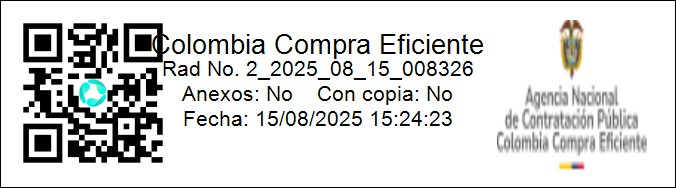 Colombia Compra Eficiente
Rad No. 2_2025_08_15_008326
Anexos: No Con copia: No
Fecha: 15/08/2025 15:24:23
Agencia Nacional
de Contratación Pública
Colombia Compra Eficiente